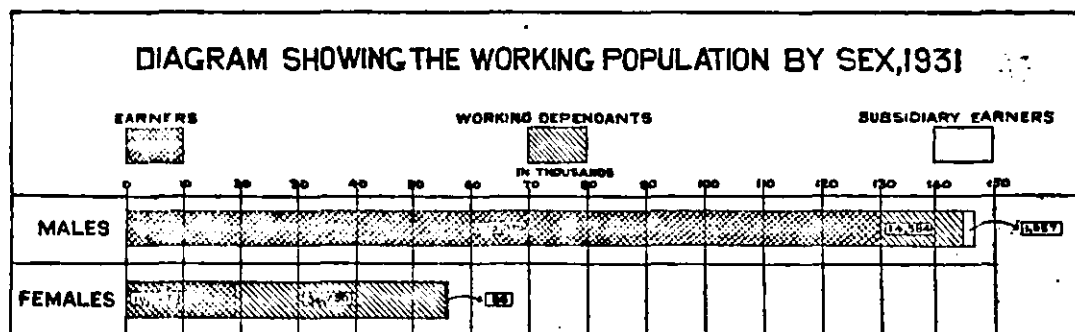 DIAGRAM SHOWING THE WORKING POPULATION BY SEX, 1931
EARNERS WORKING DEPENDANTS SUBSIDIARY EARNERS
IN THOUSANDS
0 10 20 30 40 50 60 70 80 90 100 110 120 130 140 150
MALES
FEMALES